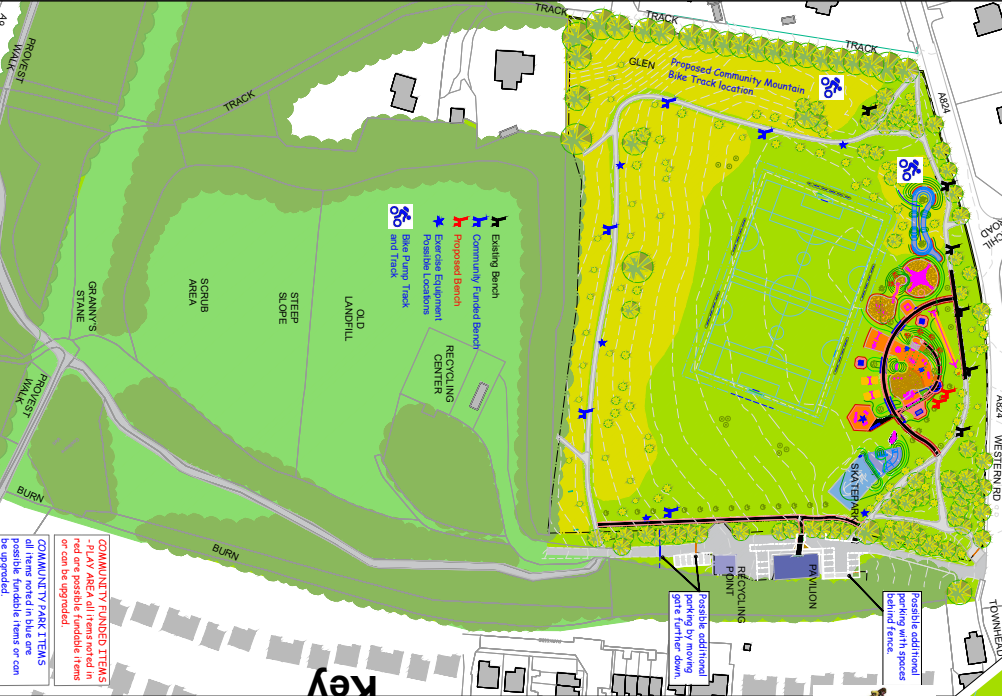 TRACK
TRACK
TRACK
TRACK
PROVEST
WALK
GLEN
Proposed Community Mountain
Bike Track location
A824
ROAD
A824
WESTERN RD
TOWNHEAD
Existing Bench
Community Funded Bench
Proposed Bench
Exercise Equipment
Possible Locations
Bike Pump Track
and Track
GRANNY'S
STANE
SCRUB
AREA
STEEP
SLOPE
OLD
LANDFILL
RECYCLING
CENTER
PROVEST
WALK
BURN
BURN
SKATEPARK
PAVILION
RECYCLING
POINT
Possible additional
parking with spaces
behind fence.
Possible additional
parking by moving
gate further down.
COMMUNITY FUNDED ITEMS
- PLAY AREA all items noted in
red are possible fundable items
or can be upgraded.
COMMUNITY PARK ITEMS
all items noted in blue are
possible fundable items or can
be upgraded.
Key